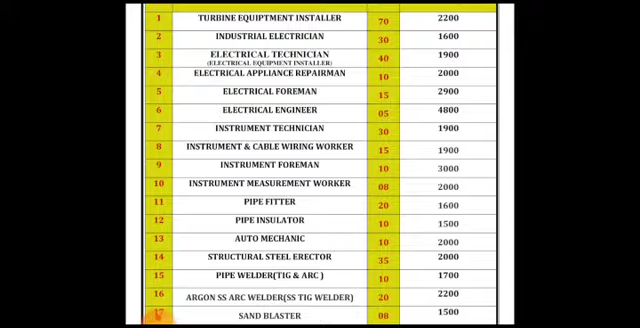 1 TURBINE EQUIPTMENT INSTALLER 70 2200
2 INDUSTRIAL ELECTRICIAN 30 1600
3 ELECTRICAL TECHNICIAN 40 1900
(ELECTRICAL EQUIPMENT INSTALLER)
4 ELECTRICAL APPLIANCE REPAIRMAN 10 2000
5 ELECTRICAL FOREMAN 15 2900
6 ELECTRICAL ENGINEER 05 4800
7 INSTRUMENT TECHNICIAN 30 1900
8 INSTRUMENT & CABLE WIRING WORKER 15 1900
9 INSTRUMENT FOREMAN 10 3000
10 INSTRUMENT MEASUREMENT WORKER 08 2000
11 PIPE FITTER 20 1600
12 PIPE INSULATOR 10 1500
13 AUTO MECHANIC 10 2000
14 STRUCTURAL STEEL ERECTOR 35 2000
15 PIPE WELDER(TIG & ARC ) 10 1700
16 ARGON SS ARC WELDER(SS TIG WELDER) 20 2200
17 SAND BLASTER 08 1500